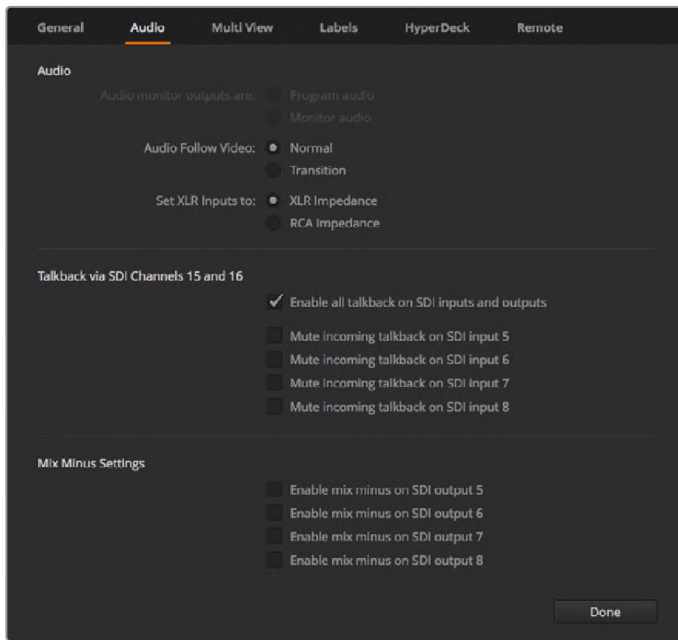 General Audio Multi View Labels HyperDeck Remote
Audio
Audio monitor outputs are: Program audio
Monitor audio
Audio Follow Video: Normal
Transition
Set XLR Inputs to: XLR Impedance
RCA Impedance
Talkback via SDI Channels 15 and 16
Enable all talkback on SDI inputs and outputs
Mute incoming talkback on SDI input 5
Mute incoming talkback on SDI input 6
Mute incoming talkback on SDI input 7
Mute incoming talkback on SDI input 8
Mix Minus Settings
Enable mix minus on SDI output 5
Enable mix minus on SDI output 6
Enable mix minus on SDI output 7
Enable mix minus on SDI output 8
Done